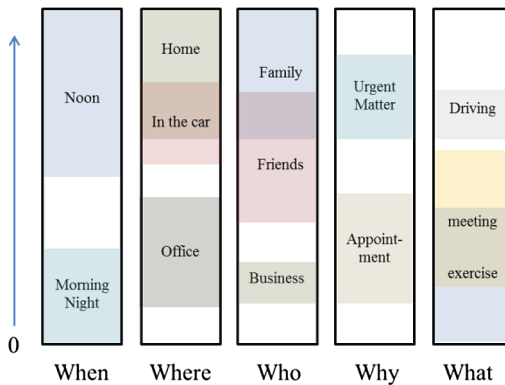 Noon
Morning
Night
Home
In the car
Office
Family
Friends
Business
Urgent
Matter
Appoint-
ment
Driving
meeting
exercise
0
When Where Who Why What